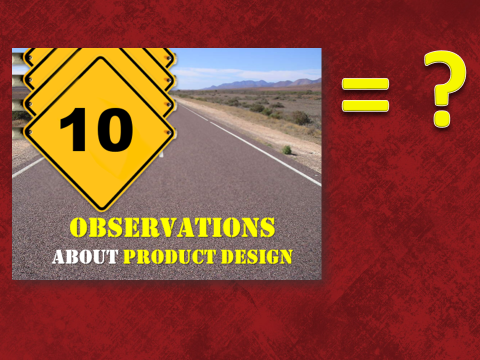 10
OBSERVATIONS
ABOUT PRODUCT DESIGN
= ?